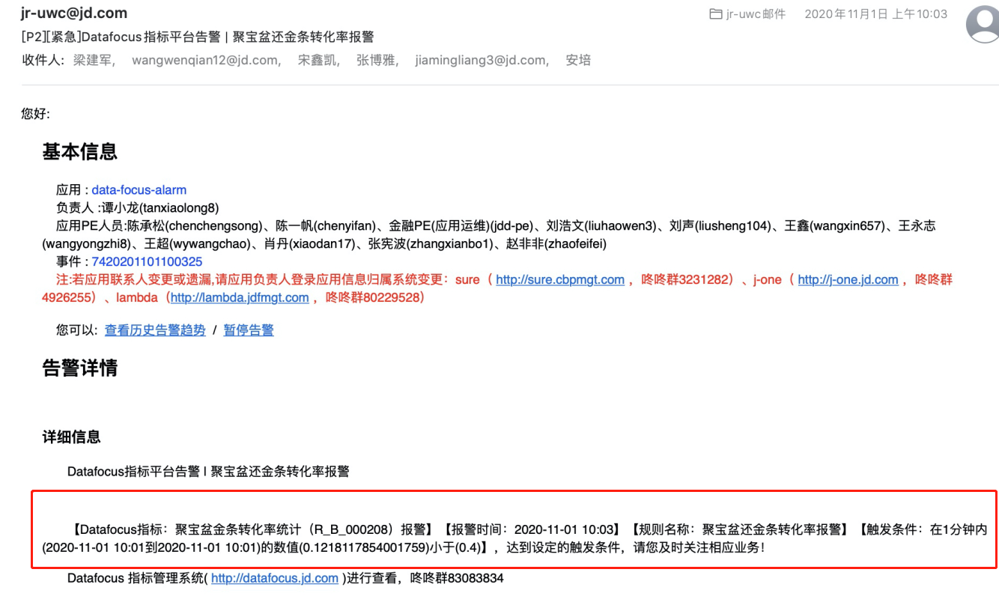 jr-uwc@jd.com
jr-uwc邮件 2020年11月1日 上午10:03
[P2][紧急]Datafocus指标平台告警 | 聚宝盆还金条转化率报警
收件人: 梁建军, wangwenqian12@jd.com, 宋鑫凯, 张博雅, jiamingliang3@jd.com, 安培
您好:
基本信息
应用 : data-focus-alarm
负责人 :谭小龙(tanxiaolong8)
应用PE人员:陈承松(chenchengsong)、陈一帆(chenyifan)、金融PE(应用运维)(jdd-pe)、刘浩文(liuhaowen3)、刘声(liusheng104)、王鑫(wangxin657)、王永志
(wangyongzhi8)、王超(wywangchao)、肖丹(xiaodan17)、张宪波(zhangxianbo1)、赵非非(zhaofeifei)
事件 : 7420201101100325
注:若应用联系人变更或遗漏,请应用负责人登录应用信息归属系统变更：sure（ http://sure.cbpmgt.com ，咚咚群3231282）、j-one（ http://j-one.jd.com ，咚咚群
4926255）、lambda（http://lambda.jdfmgt.com ，咚咚群80229528）
您可以: 查看历史告警趋势 / 暂停告警
告警详情
详细信息
Datafocus指标平台告警 | 聚宝盆还金条转化率报警
【Datafocus指标：聚宝盆金条转化率统计（R_B_000208）报警】【报警时间：2020-11-01 10:03】【规则名称：聚宝盆还金条转化率报警】【触发条件：在1分钟内
(2020-11-01 10:01到2020-11-01 10:01)的数值(0.1218117854001759)小于(0.4)】，达到设定的触发条件，请您及时关注相应业务！
Datafocus 指标管理系统( http://datafocus.jd.com )进行查看，咚咚群83083834